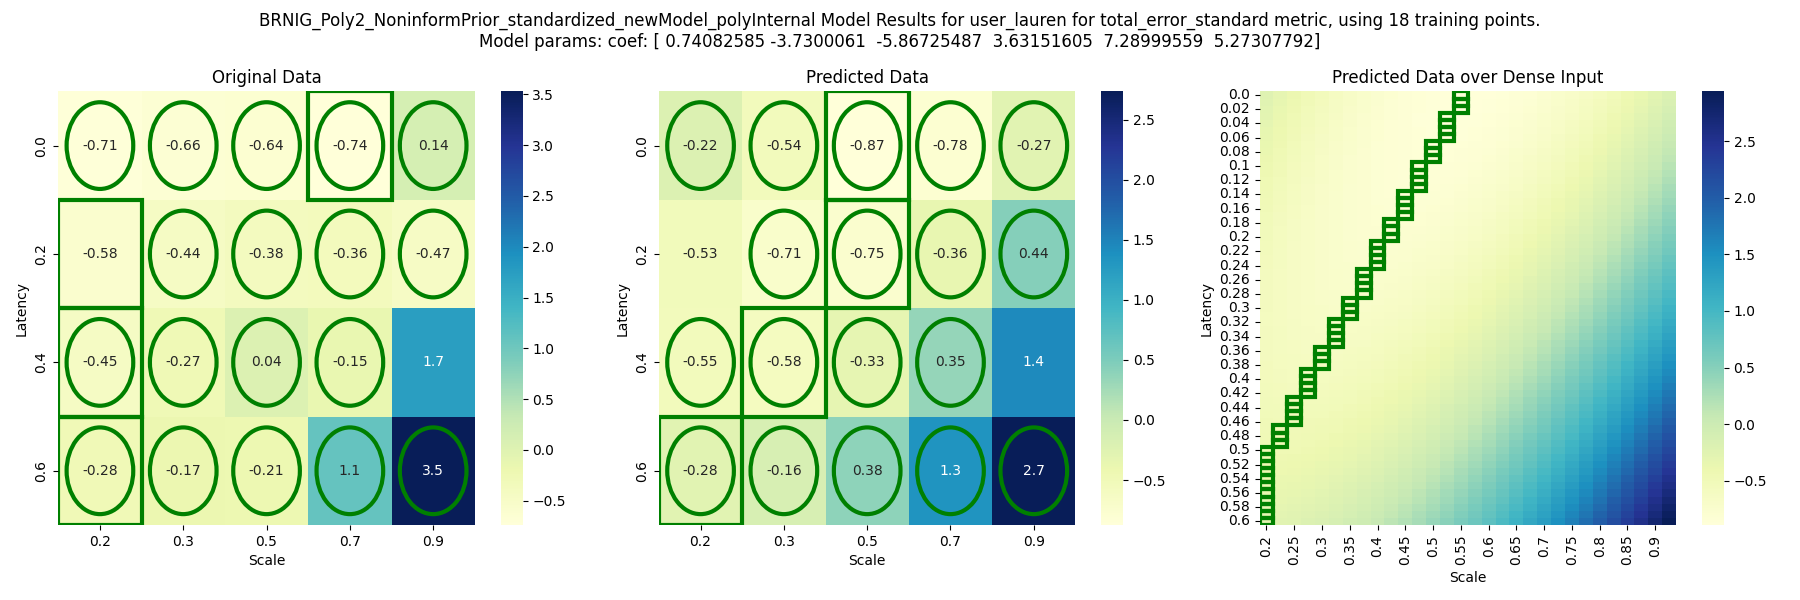 BRNIG_Poly2_NoninformPrior_standardized_newModel_polyInternal Model Results for user_lauren for total_error_standard metric, using 18 training points.
Model params: coef: [ 0.74082585 -3.7300061  -5.86725487  3.63151605  7.28999559  5.27307792]
Original Data
-0.71 -0.66 -0.64 -0.74 0.14
-0.58 -0.44 -0.38 -0.36 -0.47
-0.45 -0.27 0.04 -0.15 1.7
-0.28 -0.17 -0.21 1.1 3.5
0.0
0.2
0.4
0.6
Latency
0.2 0.3 0.5 0.7 0.9
Scale
3.5
3.0
2.5
2.0
1.5
1.0
0.5
0.0
−0.5
Predicted Data
-0.22 -0.54 -0.87 -0.78 -0.27
-0.53 -0.71 -0.75 -0.36 0.44
-0.55 -0.58 -0.33 0.35 1.4
-0.28 -0.16 0.38 1.3 2.7
0.0
0.2
0.4
0.6
Latency
0.2 0.3 0.5 0.7 0.9
Scale
2.5
2.0
1.5
1.0
0.5
0.0
−0.5
Predicted Data over Dense Input
0.0
0.02
0.04
0.06
0.08
0.1
0.12
0.14
0.16
0.18
0.2
0.22
0.24
0.26
0.28
0.3
0.32
0.34
0.36
0.38
0.4
0.42
0.44
0.46
0.48
0.5
0.52
0.54
0.56
0.58
0.6
Latency
0.2 0.25 0.3 0.35 0.4 0.45 0.5 0.55 0.6 0.65 0.7 0.75 0.8 0.85 0.9
Scale
2.5
2.0
1.5
1.0
0.5
0.0
−0.5